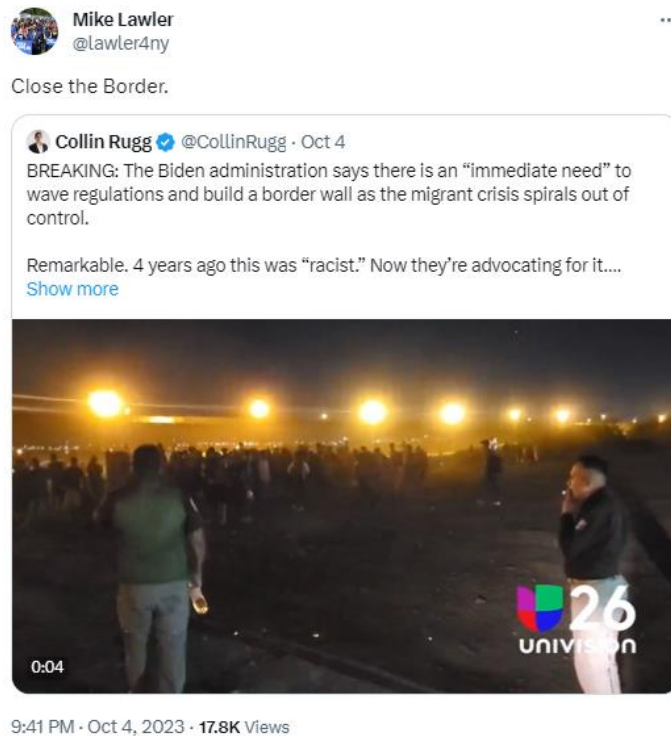 Mike Lawler
@lawler4ny
Close the Border.
Collin Rugg @CollinRugg · Oct 4
BREAKING: The Biden administration says there is an “immediate need” to
wave regulations and build a border wall as the migrant crisis spirals out of
control.
Remarkable. 4 years ago this was “racist.” Now they’re advocating for it....
Show more
26
UNIVISION
0:04
9:41 PM · Oct 4, 2023 · 17.8K Views